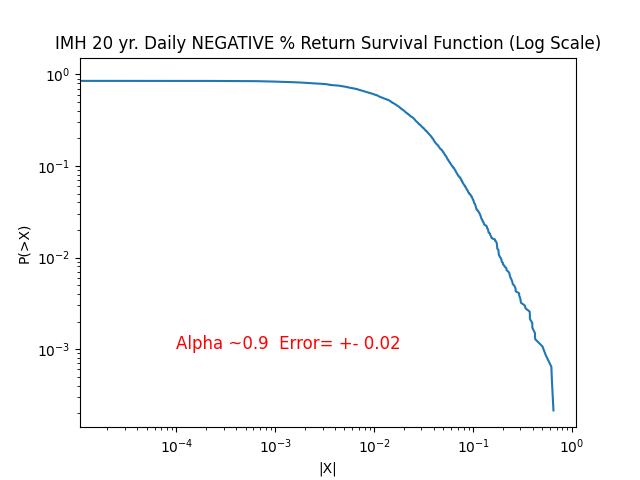 IMH 20 yr. Daily NEGATIVE % Return Survival Function (Log Scale)
10⁰
10⁻¹
10⁻²
10⁻³
P(>X)
Alpha ~0.9  Error= +- 0.02
10⁻⁴ 10⁻³ 10⁻² 10⁻¹ 10⁰
|X|